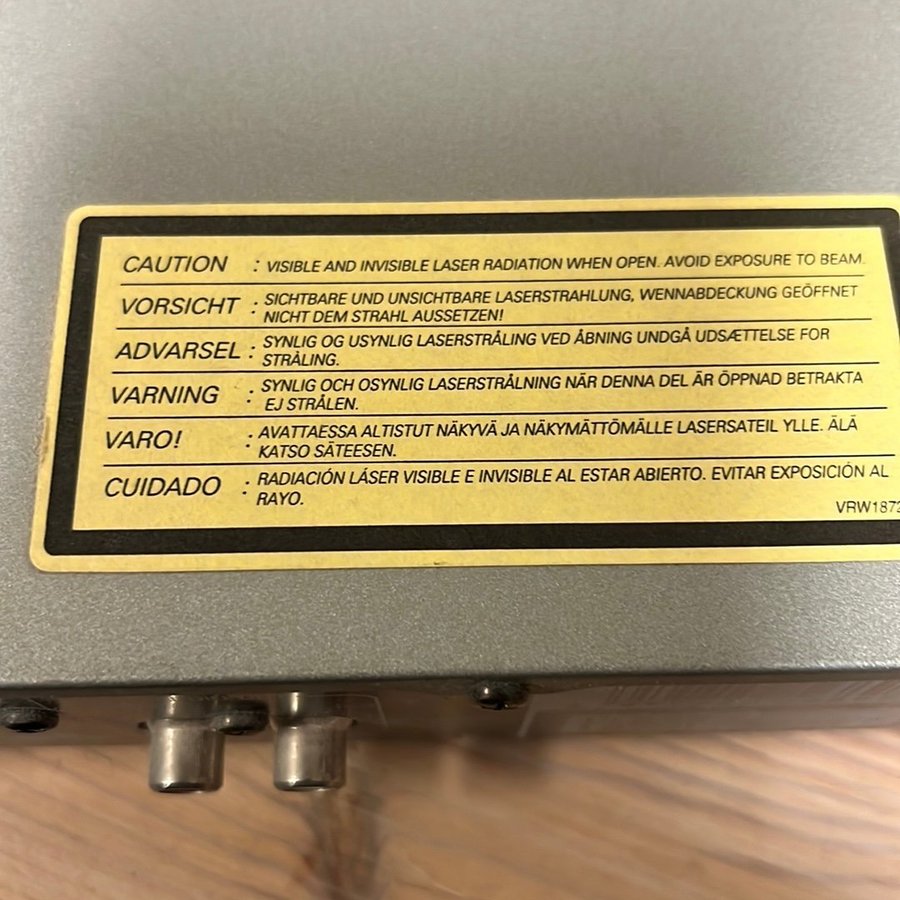 CAUTION : VISIBLE AND INVISIBLE LASER RADIATION WHEN OPEN. AVOID EXPOSURE TO BEAM.
VORSICHT : SICHTBARE UND UNSICHTBARE LASERSTRAHLUNG, WENNABDECKUNG GEÖFFNET
NICHT DEM STRAHL AUSSETZEN!
ADVARSEL : SYNLIG OG USYNLIG LASERSTRÅLING VED ÅBNING UNDGÅ UDSÆTTELSE FOR
STRÅLING.
VARNING : SYNLIG OCH OSYNLIG LASERSTRÅLNING NÄR DENNA DEL ÄR ÖPPNAD BETRAKTA
EJ STRÅLEN.
VARO! : AVATTAESSA ALTISTUT NÄKYVÄ JA NÄKYMÄTTÖMÄLLE LASERSATEIL YLLE. ÄLÄ
KATSO SÄTEESEN.
CUIDADO : RADIACIÓN LÁSER VISIBLE E INVISIBLE AL ESTAR ABIERTO. EVITAR EXPOSICIÓN AL
RAYO.
VRW1872